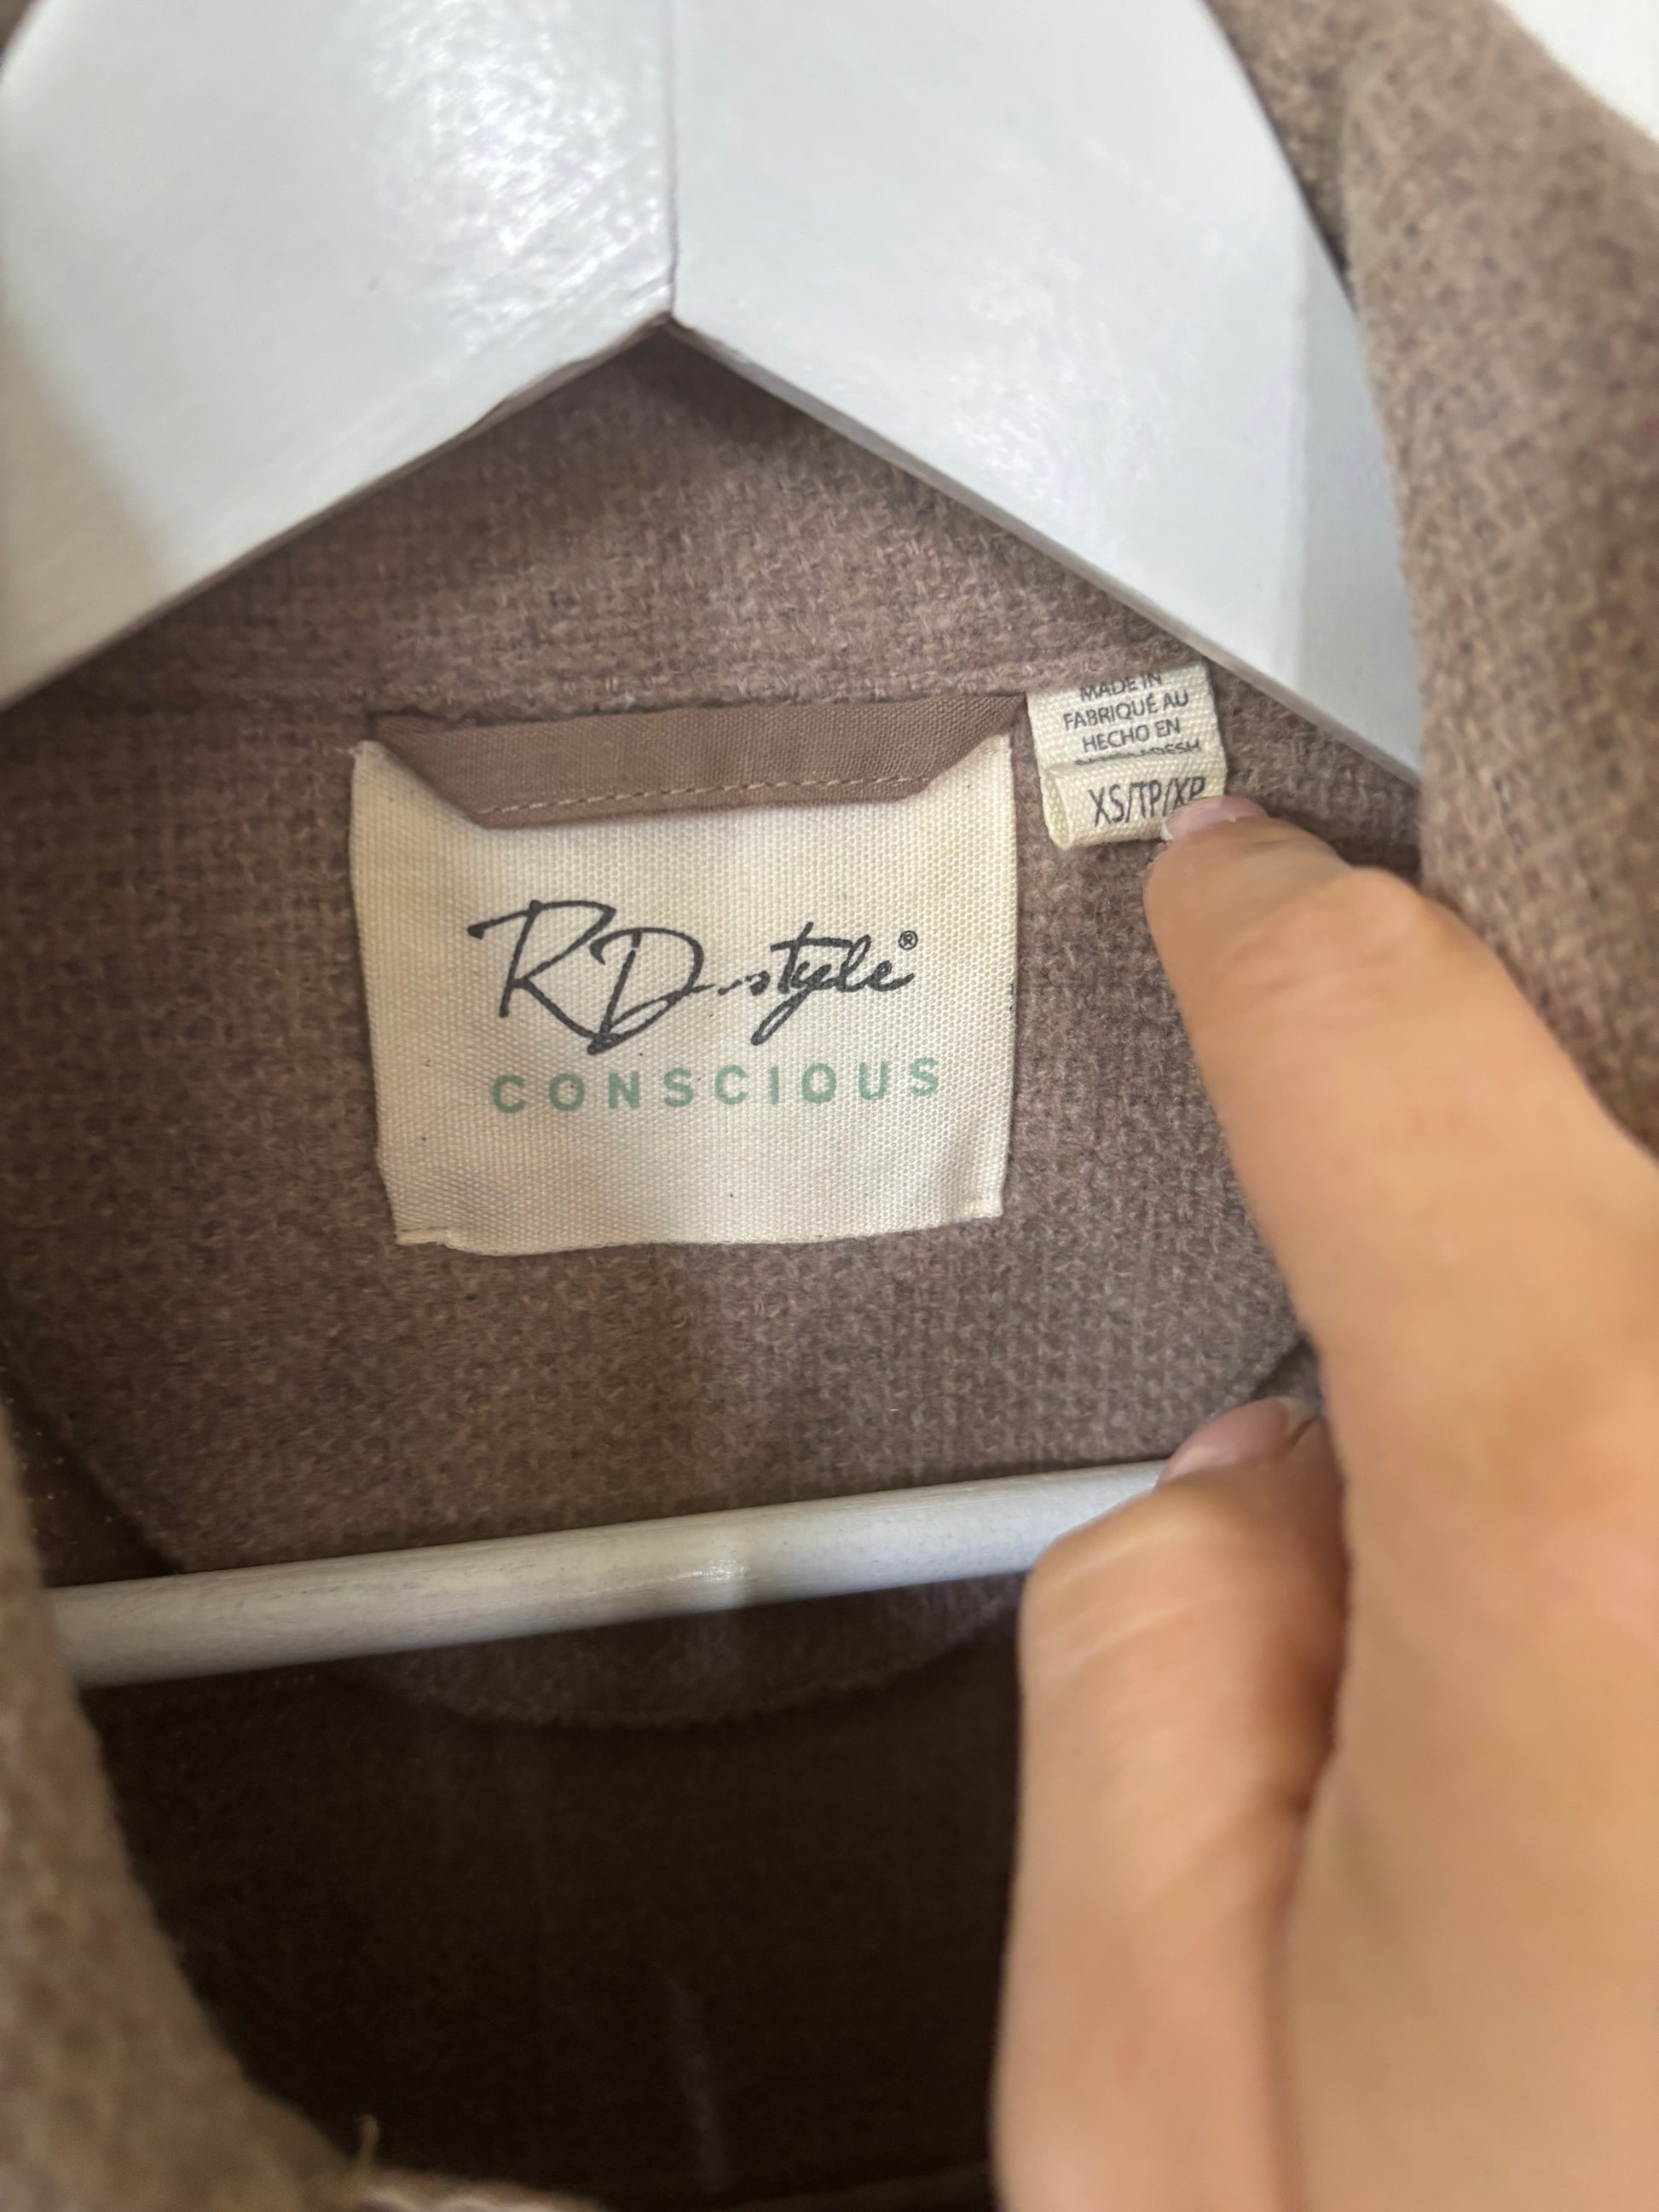 MADE IN
FABRIQUÉ AU
HECHO EN
XS/TP/XP
RD style®
CONSCIOUS